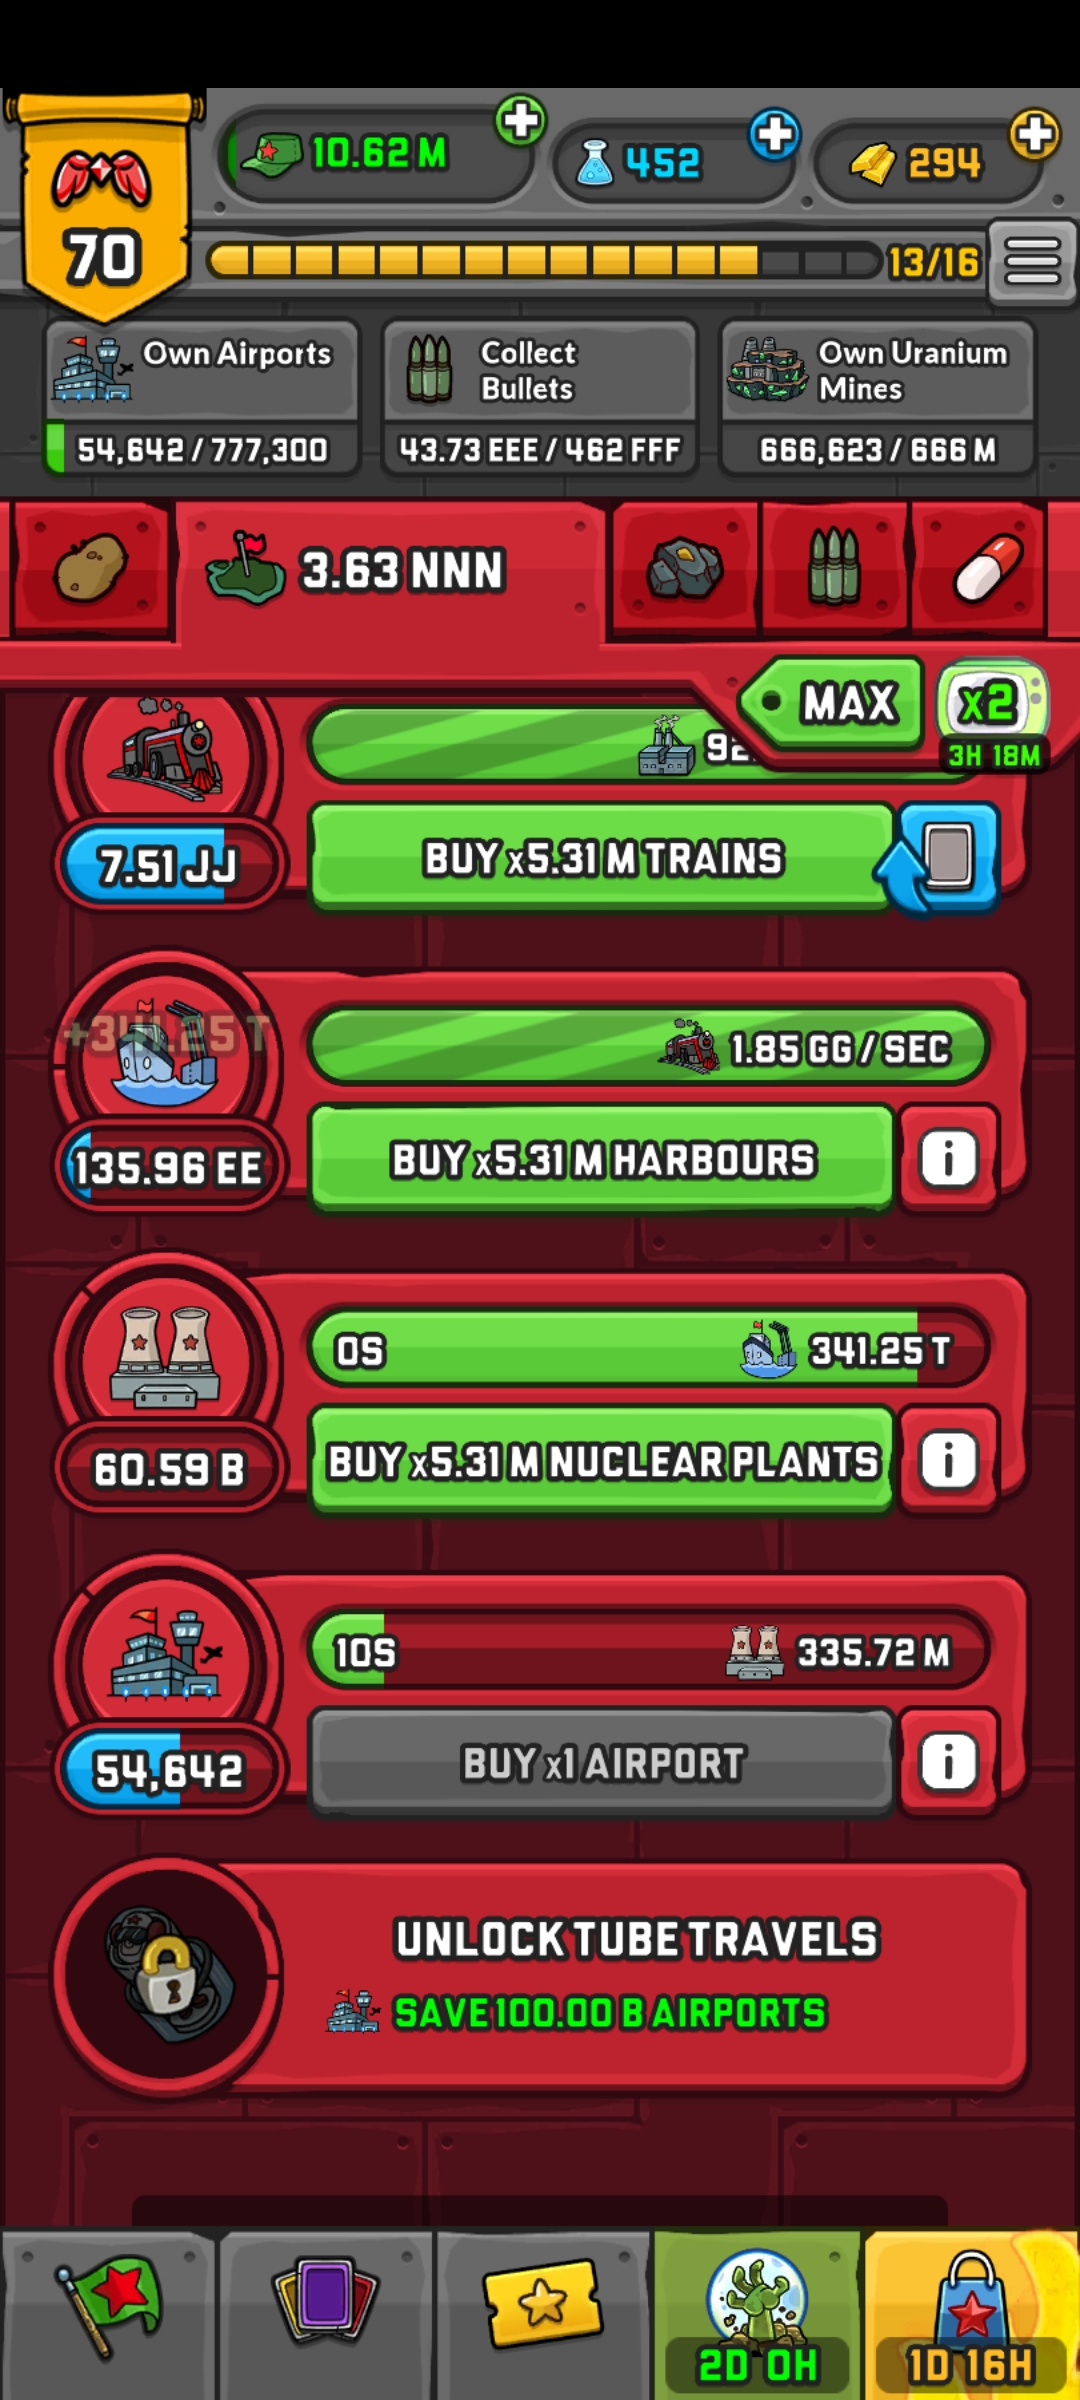 10.62 M
452
294
70
13/16
Own Airports
54,642 / 777,300
Collect
Bullets
43.73 EEE / 462 FFF
Own Uranium
Mines
666,623 / 666 M
3.63 NNN
MAX
x2
3H 18M
92.
7.51 JJ
BUY x5.31 M TRAINS
+341.25 T
1.85 GG / SEC
135.96 EE
BUY x5.31 M HARBOURS
0S
341.25 T
60.59 B
BUY x5.31 M NUCLEAR PLANTS
10S
335.72 M
54,642
BUY x1 AIRPORT
UNLOCK TUBE TRAVELS
SAVE 100.00 B AIRPORTS
2D 0H
1D 16H